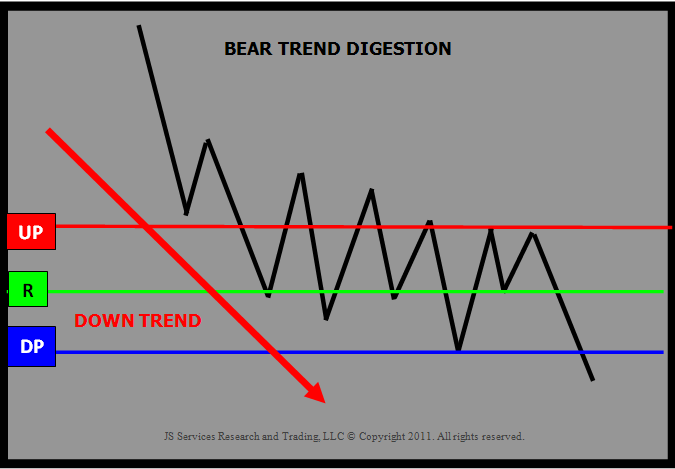 BEAR TREND DIGESTION
UP
R
DOWN TREND
DP
JS Services Research and Trading, LLC © Copyright 2011. All rights reserved.